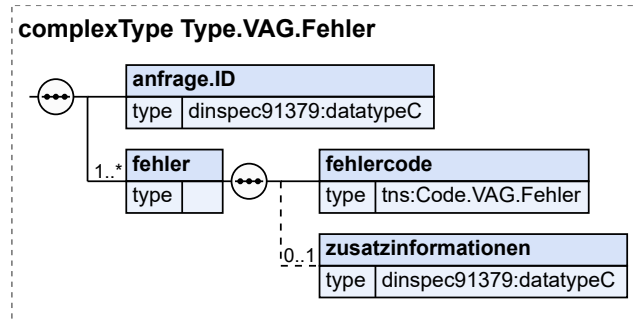 complexType Type.VAG.Fehler
anfrage.ID
type dinspec91379:datatypeC
1..*
fehler
type
fehlercode
type tns:Code.VAG.Fehler
0..1
zusatzinformationen
type dinspec91379:datatypeC